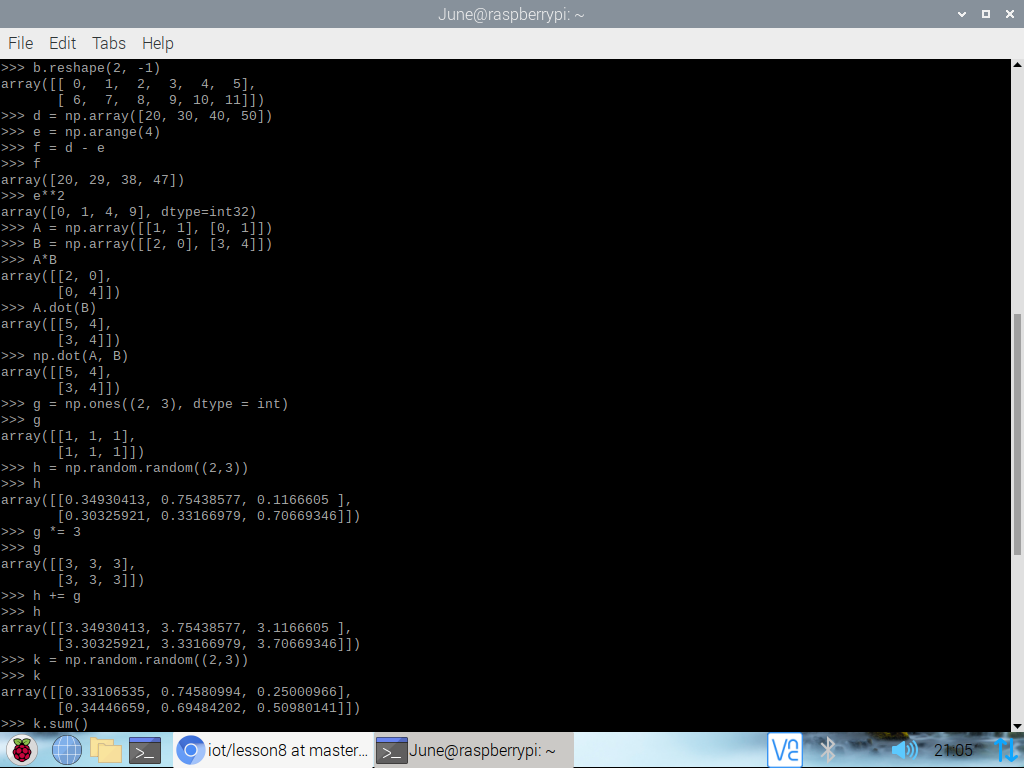 June@raspberrypi: ~
File Edit Tabs Help
>>> b.reshape(2, -1)
array([[ 0,  1,  2,  3,  4,  5],
       [ 6,  7,  8,  9, 10, 11]])
>>> d = np.array([20, 30, 40, 50])
>>> e = np.arange(4)
>>> f = d - e
>>> f
array([20, 29, 38, 47])
>>> e**2
array([0, 1, 4, 9], dtype=int32)
>>> A = np.array([[1, 1], [0, 1]])
>>> B = np.array([[2, 0], [3, 4]])
>>> A*B
array([[2, 0],
       [0, 4]])
>>> A.dot(B)
array([[5, 4],
       [3, 4]])
>>> np.dot(A, B)
array([[5, 4],
       [3, 4]])
>>> g = np.ones((2, 3), dtype = int)
>>> g
array([[1, 1, 1],
       [1, 1, 1]])
>>> h = np.random.random((2,3))
>>> h
array([[0.34930413, 0.75438577, 0.1166605 ],
       [0.30325921, 0.33166979, 0.70669346]])
>>> g *= 3
>>> g
array([[3, 3, 3],
       [3, 3, 3]])
>>> h += g
>>> h
array([[3.34930413, 3.75438577, 3.1166605 ],
       [3.30325921, 3.33166979, 3.70669346]])
>>> k = np.random.random((2,3))
>>> k
array([[0.33106535, 0.74580994, 0.25000966],
       [0.34446659, 0.69484202, 0.50980141]])
>>> k.sum()
iot/lesson8 at master... June@raspberrypi: ~ 21:05